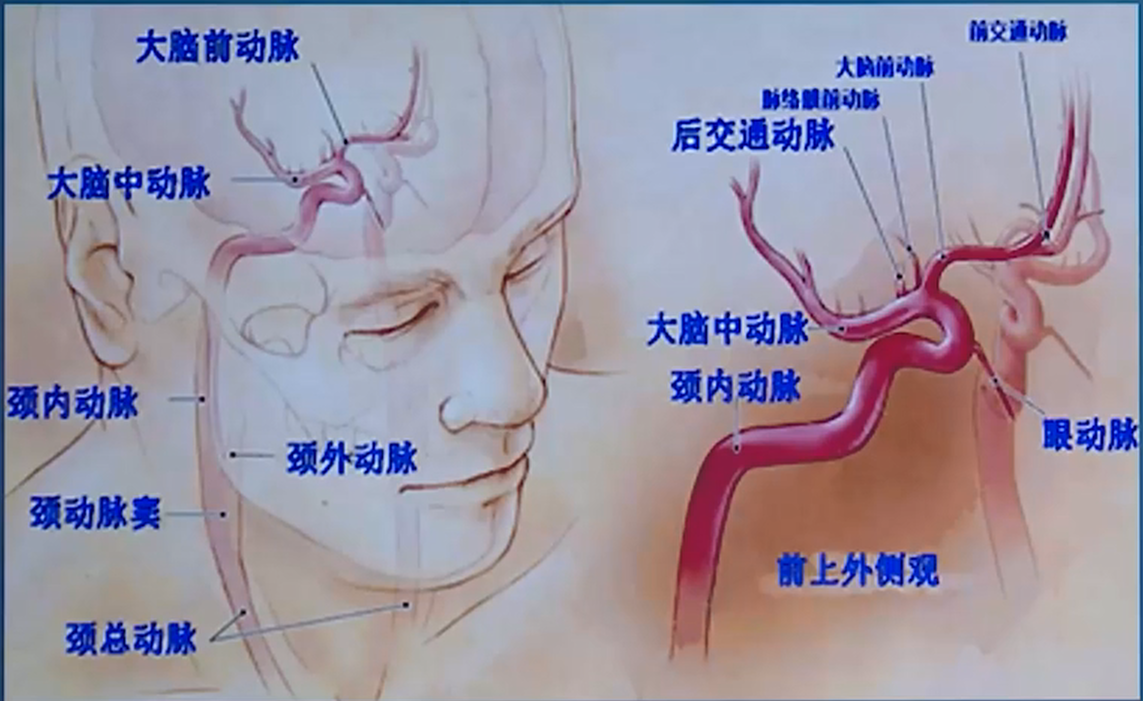 大脑前动脉
大脑中动脉
颈内动脉
颈外动脉
颈动脉窦
颈总动脉
前交通动脉
大脑前动脉
脉络膜前动脉
后交通动脉
大脑中动脉
颈内动脉
眼动脉
前上外侧观